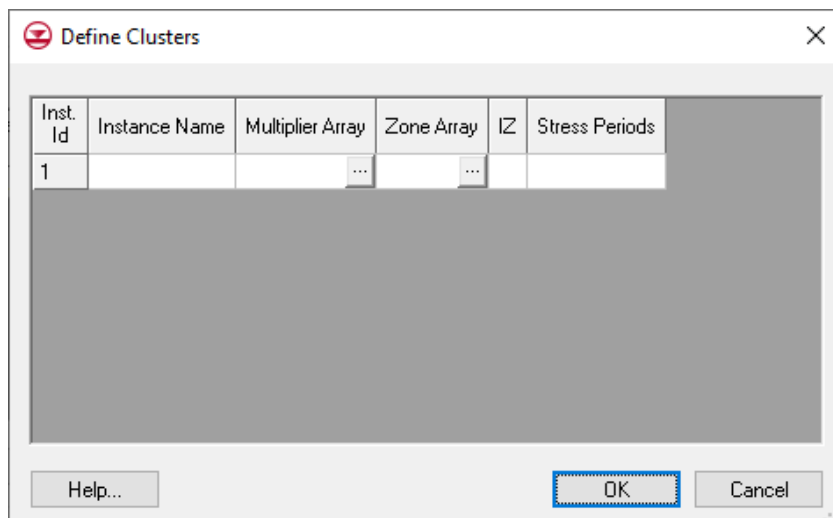 Define Clusters
Inst. Id Instance Name Multiplier Array Zone Array IZ Stress Periods
1 ... ...
Help... OK Cancel